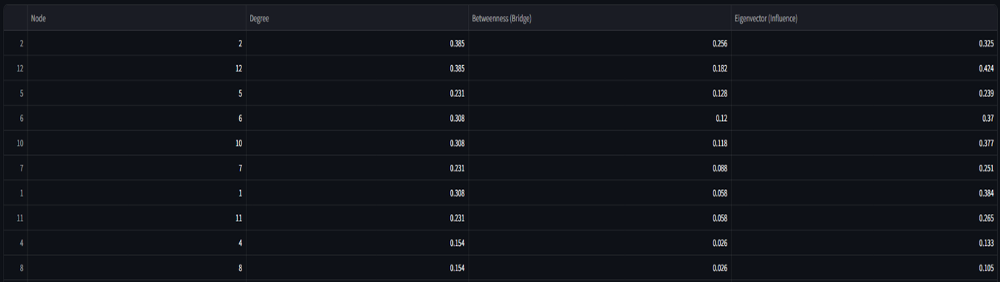 Node Degree Betweenness (Bridge) Eigenvector (Influence)
2 2 0.385 0.256 0.325
12 12 0.385 0.182 0.424
5 5 0.231 0.128 0.239
6 6 0.308 0.12 0.37
10 10 0.308 0.118 0.377
7 7 0.231 0.088 0.251
1 1 0.308 0.058 0.384
11 11 0.231 0.058 0.265
4 4 0.154 0.026 0.133
8 8 0.154 0.026 0.105